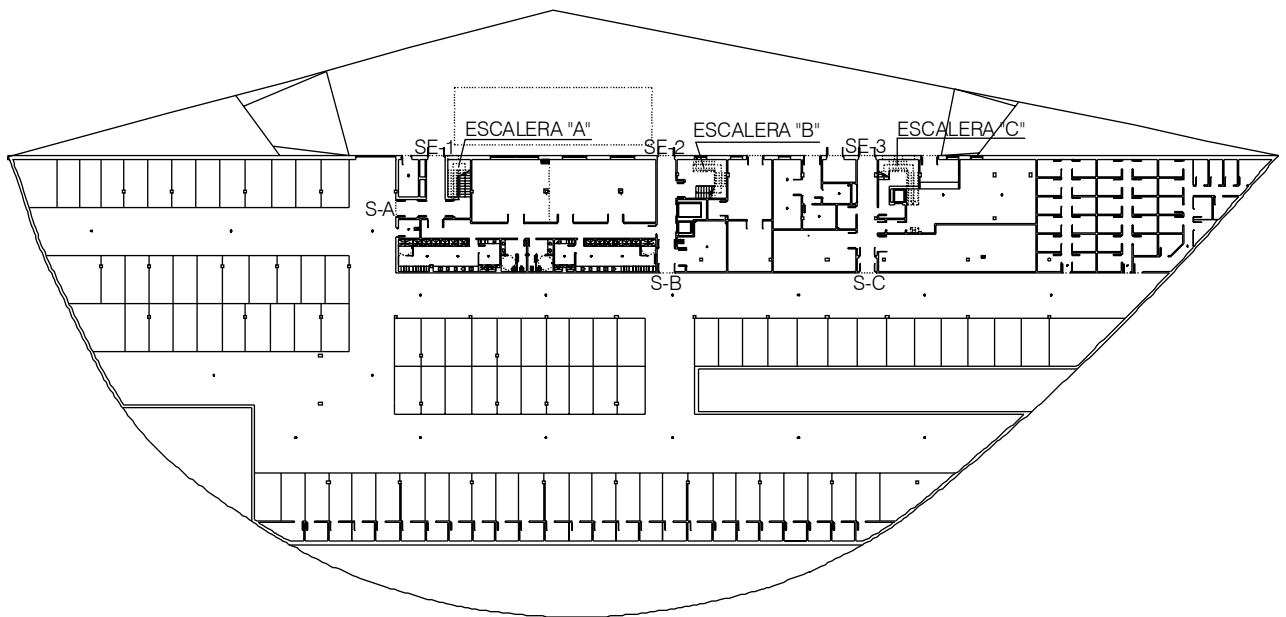 ESCALERA "A"
ESCALERA "B"
ESCALERA "C"
SE-1
SE-2
SE-3
S-A
S-B
S-C